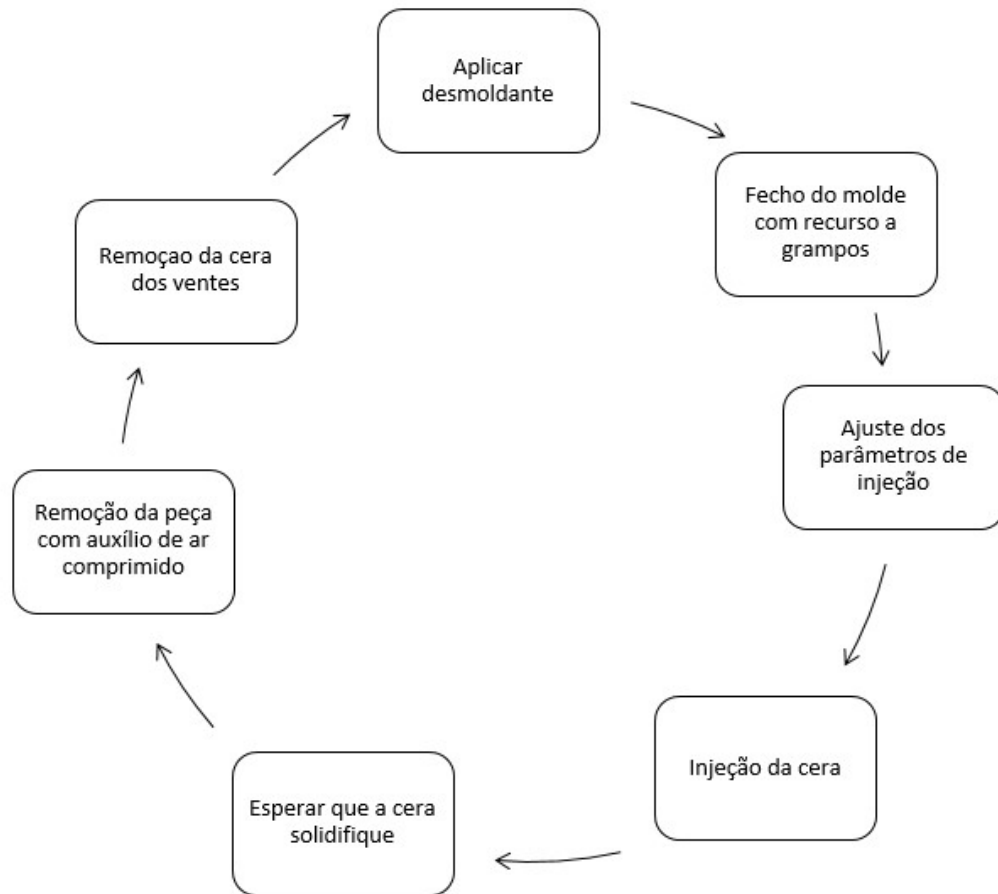 Aplicar
desmoldante
Fecho do molde
com recurso a
grampos
Ajuste dos
parâmetros de
injeção
Injeção da cera
Esperar que a cera
solidifique
Remoção da peça
com auxílio de ar
comprimido
Remoçao da cera
dos ventes